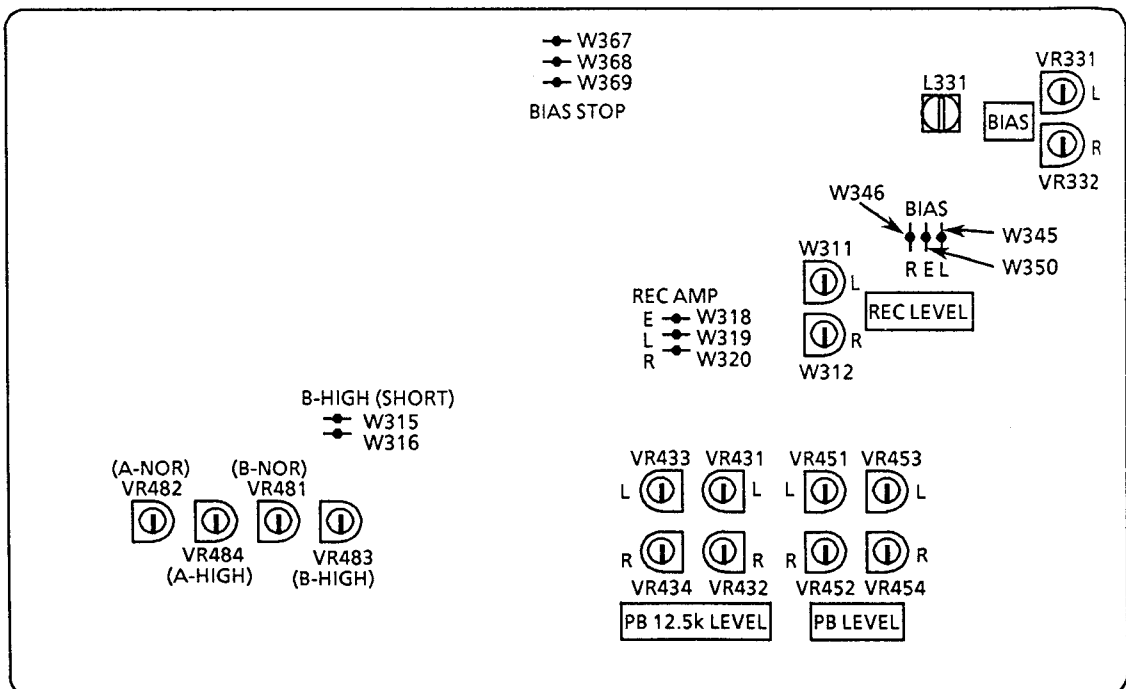 W367
W368
W369
BIAS STOP
VR331
L331
L
BIAS
R
VR332
W346
BIAS
W345
W350
R E L
W311
L
REC LEVEL
R
W312
REC AMP
E W318
L W319
R W320
B-HIGH (SHORT)
W315
W316
(A-NOR) (B-NOR)
VR482 VR481
VR484 VR483
(A-HIGH) (B-HIGH)
VR433 VR431 VR451 VR453
L L L L
R R R R
VR434 VR432 VR452 VR454
PB 12.5k LEVEL PB LEVEL